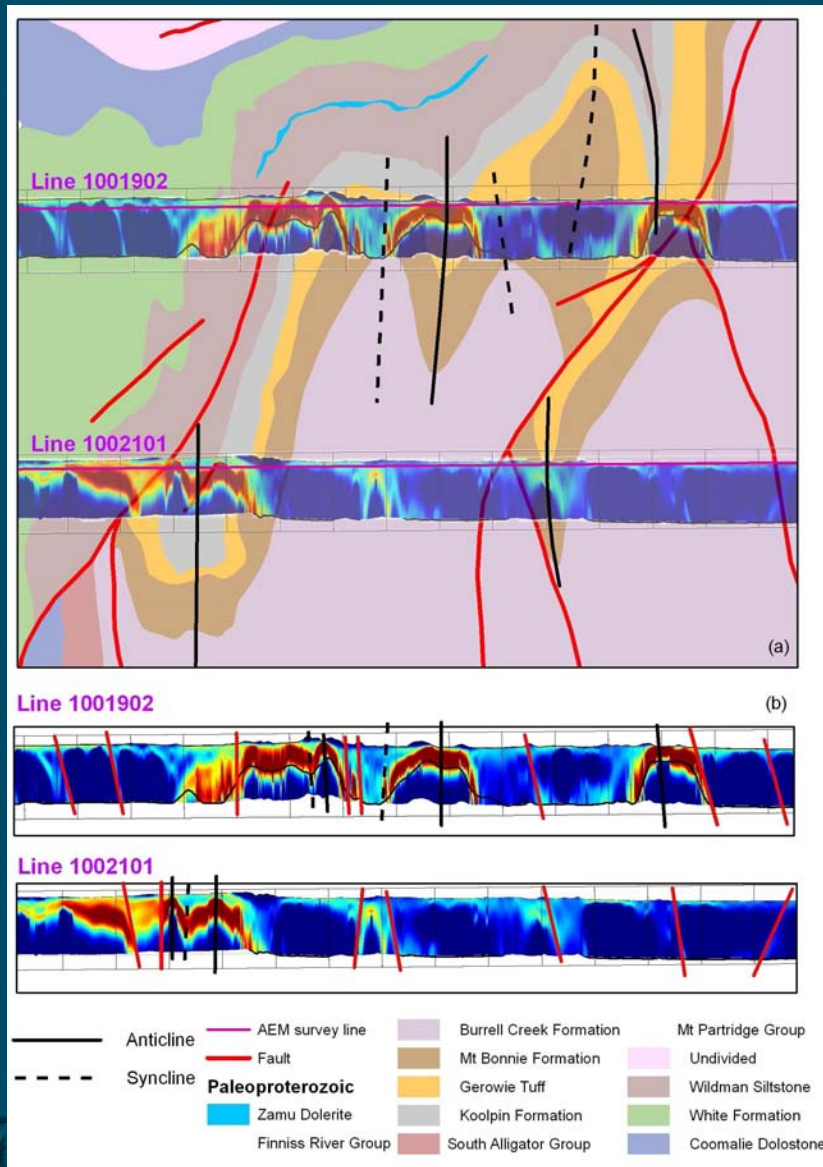 Line 1001902
Line 1002101
(a)
Line 1001902
(b)
Line 1002101
Anticline
Syncline
AEM survey line
Fault
Paleoproterozoic
Zamu Dolerite
Finniss River Group
Burrell Creek Formation
Mt Bonnie Formation
Gerowie Tuff
Koolpin Formation
South Alligator Group
Mt Partridge Group
Undivided
Wildman Siltstone
White Formation
Coomalie Dolostone